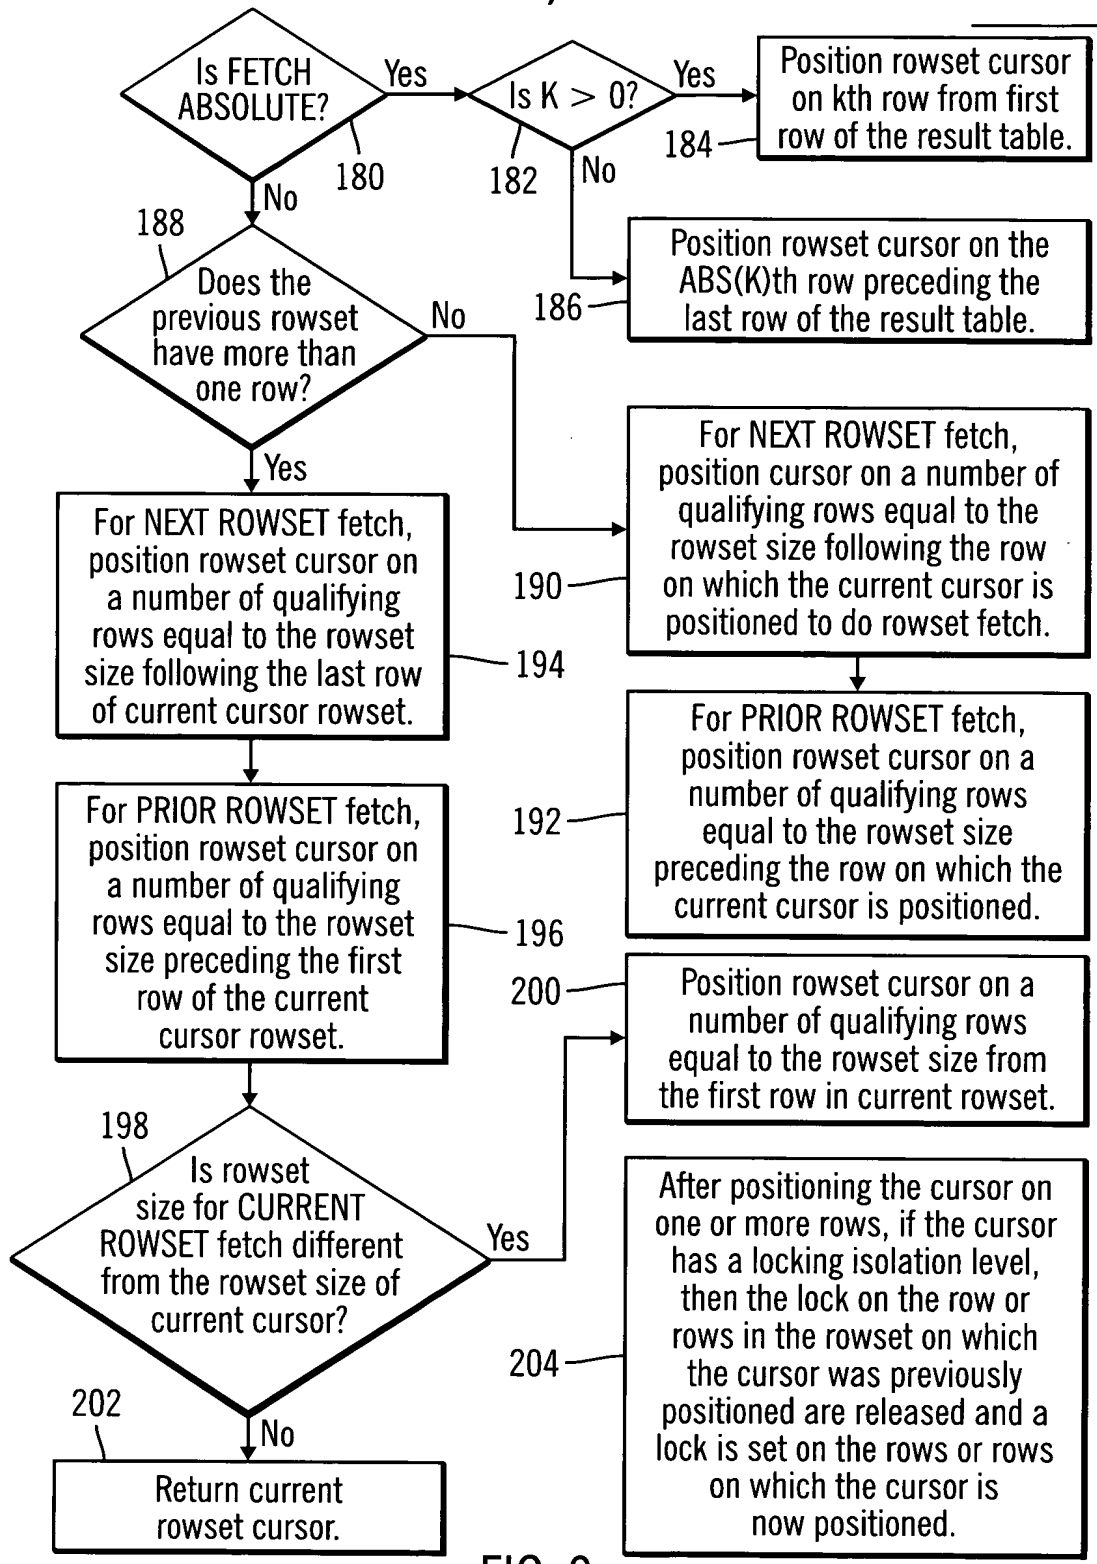 Is FETCH
ABSOLUTE?
Yes
180
No
Is K > 0?
Yes
182
No
Position rowset cursor
on kth row from first
row of the result table.
184
Position rowset cursor on the
ABS(K)th row preceding the
last row of the result table.
186
188
Does the
previous rowset
have more than
one row?
No
Yes
For NEXT ROWSET fetch,
position cursor on a number of
qualifying rows equal to the
rowset size following the row
on which the current cursor is
positioned to do rowset fetch.
190
For NEXT ROWSET fetch,
position rowset cursor on
a number of qualifying
rows equal to the rowset
size following the last row
of current cursor rowset.
194
For PRIOR ROWSET fetch,
position rowset cursor on a
number of qualifying rows
equal to the rowset size
preceding the row on which the
current cursor is positioned.
192
For PRIOR ROWSET fetch,
position rowset cursor on
a number of qualifying
rows equal to the rowset
size preceding the first
row of the current
cursor rowset.
196
200
Position rowset cursor on a
number of qualifying rows
equal to the rowset size from
the first row in current rowset.
198
Is rowset
size for CURRENT
ROWSET fetch different
from the rowset size of
current cursor?
Yes
No
After positioning the cursor on
one or more rows, if the cursor
has a locking isolation level,
then the lock on the row or
rows in the rowset on which
the cursor was previously
positioned are released and a
lock is set on the rows or rows
on which the cursor is
now positioned.
204
202
Return current
rowset cursor.